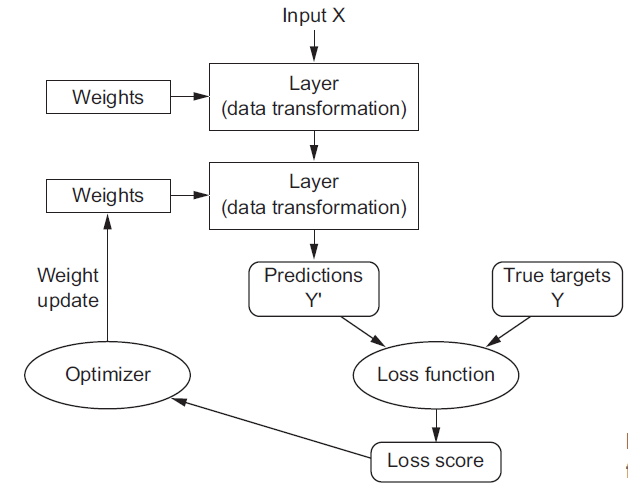 Input X
Layer
(data transformation)
Weights
Layer
(data transformation)
Weights
Predictions
Y'
True targets
Y
Weight
update
Optimizer
Loss function
Loss score